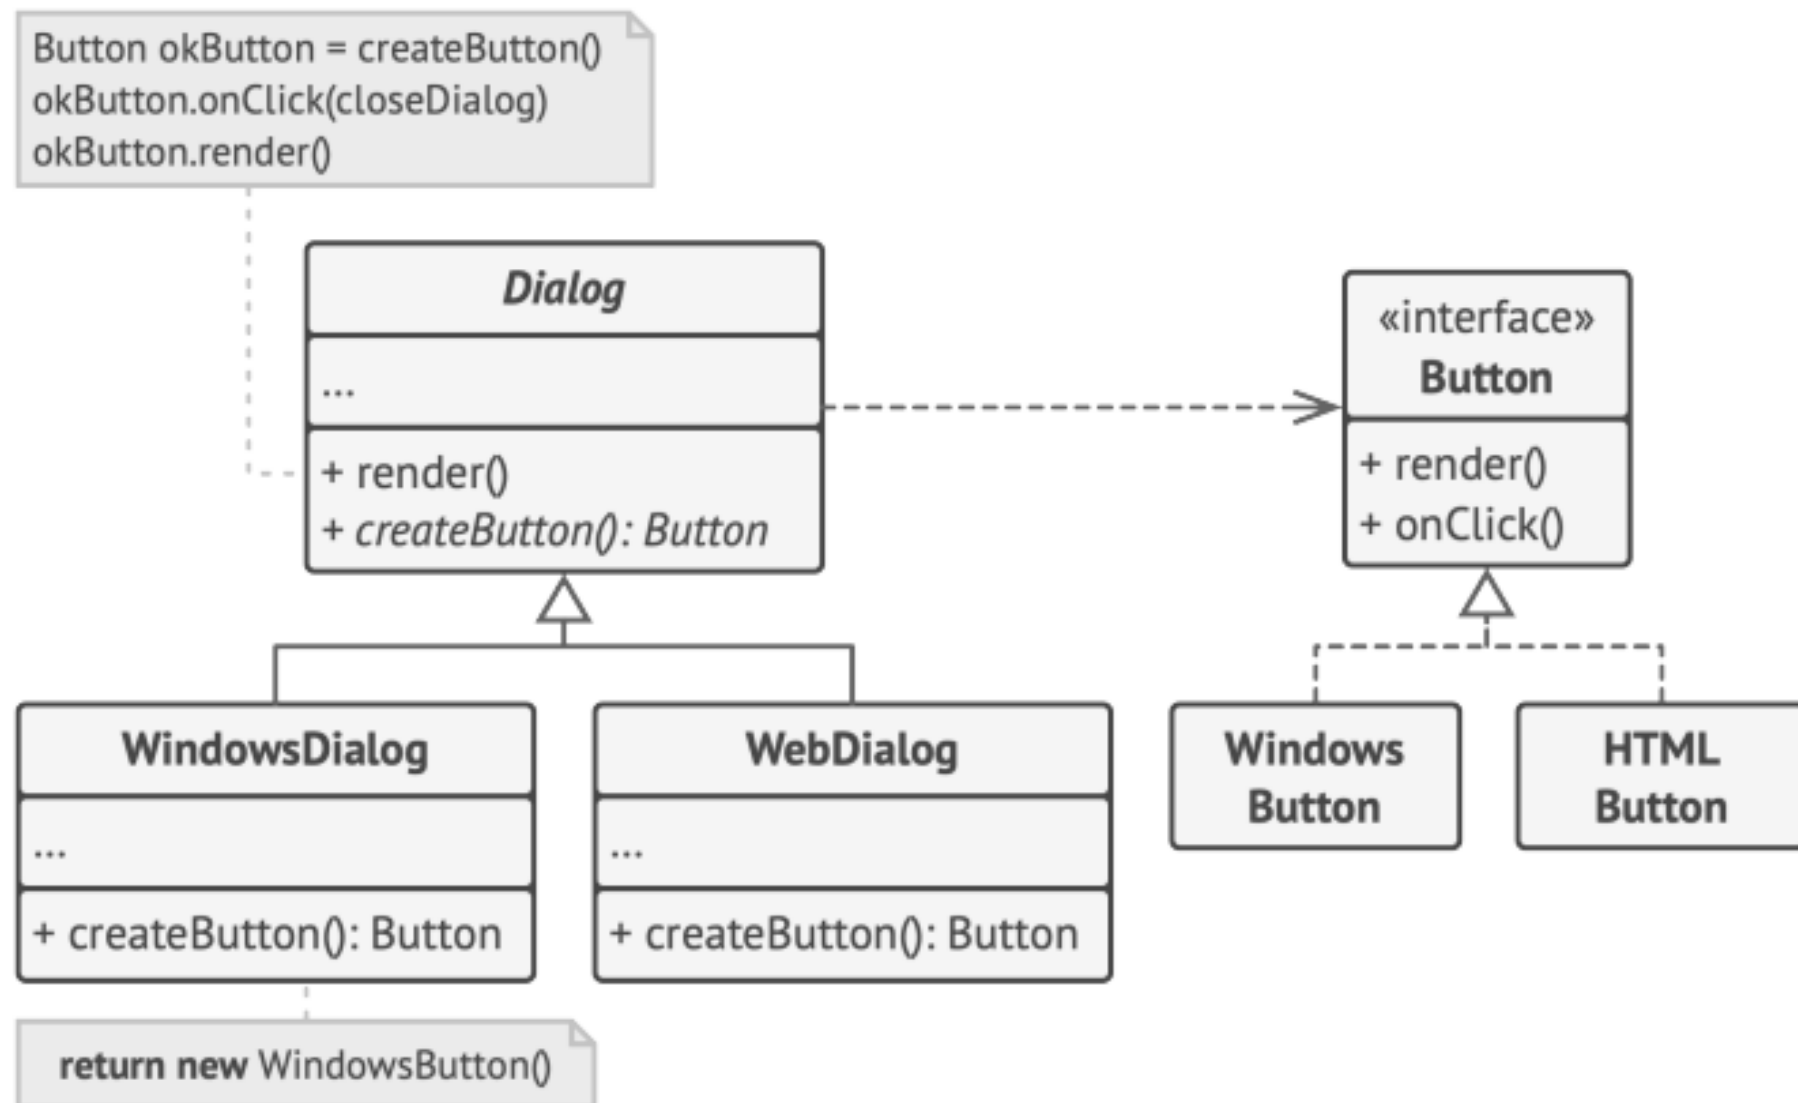 Button okButton = createButton()
okButton.onClick(closeDialog)
okButton.render()
Dialog
...
+ render()
+ createButton(): Button
«interface»
Button
+ render()
+ onClick()
WindowsDialog
...
+ createButton(): Button
WebDialog
...
+ createButton(): Button
Windows
Button
HTML
Button
return new WindowsButton()